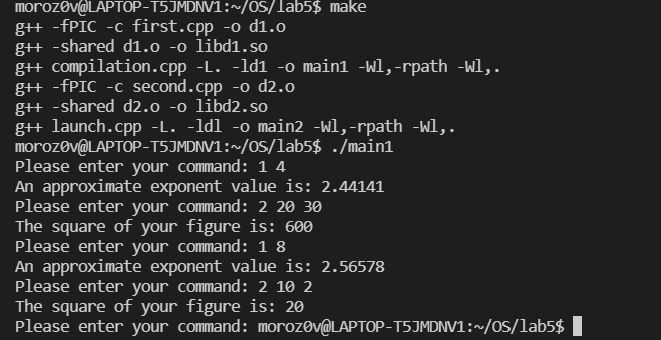 moroz0v@LAPTOP-T5JMDNV1:~/OS/lab5$ make
g++ -fPIC -c first.cpp -o d1.o
g++ -shared d1.o -o libd1.so
g++ compilation.cpp -L. -ld1 -o main1 -Wl,-rpath -Wl,.
g++ -fPIC -c second.cpp -o d2.o
g++ -shared d2.o -o libd2.so
g++ launch.cpp -L. -ldl -o main2 -Wl,-rpath -Wl,.
moroz0v@LAPTOP-T5JMDNV1:~/OS/lab5$ ./main1
Please enter your command: 1 4
An approximate exponent value is: 2.44141
Please enter your command: 2 20 30
The square of your figure is: 600
Please enter your command: 1 8
An approximate exponent value is: 2.56578
Please enter your command: 2 10 2
The square of your figure is: 20
Please enter your command: moroz0v@LAPTOP-T5JMDNV1:~/OS/lab5$